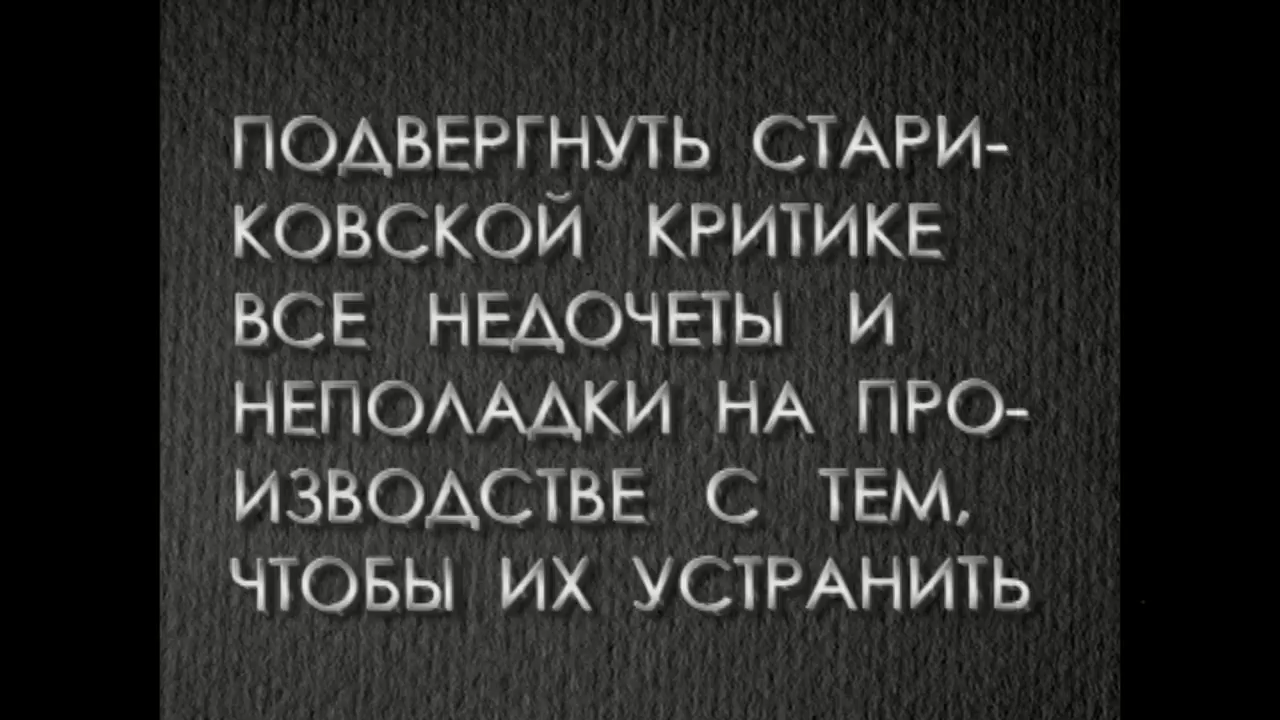 ПОДВЕРГНУТЬ СТАРИ-
КОВСКОЙ КРИТИКЕ
ВСЕ НЕДОЧЕТЫ И
НЕПОЛАДКИ НА ПРО-
ИЗВОДСТВЕ С ТЕМ,
ЧТОБЫ ИХ УСТРАНИТЬ